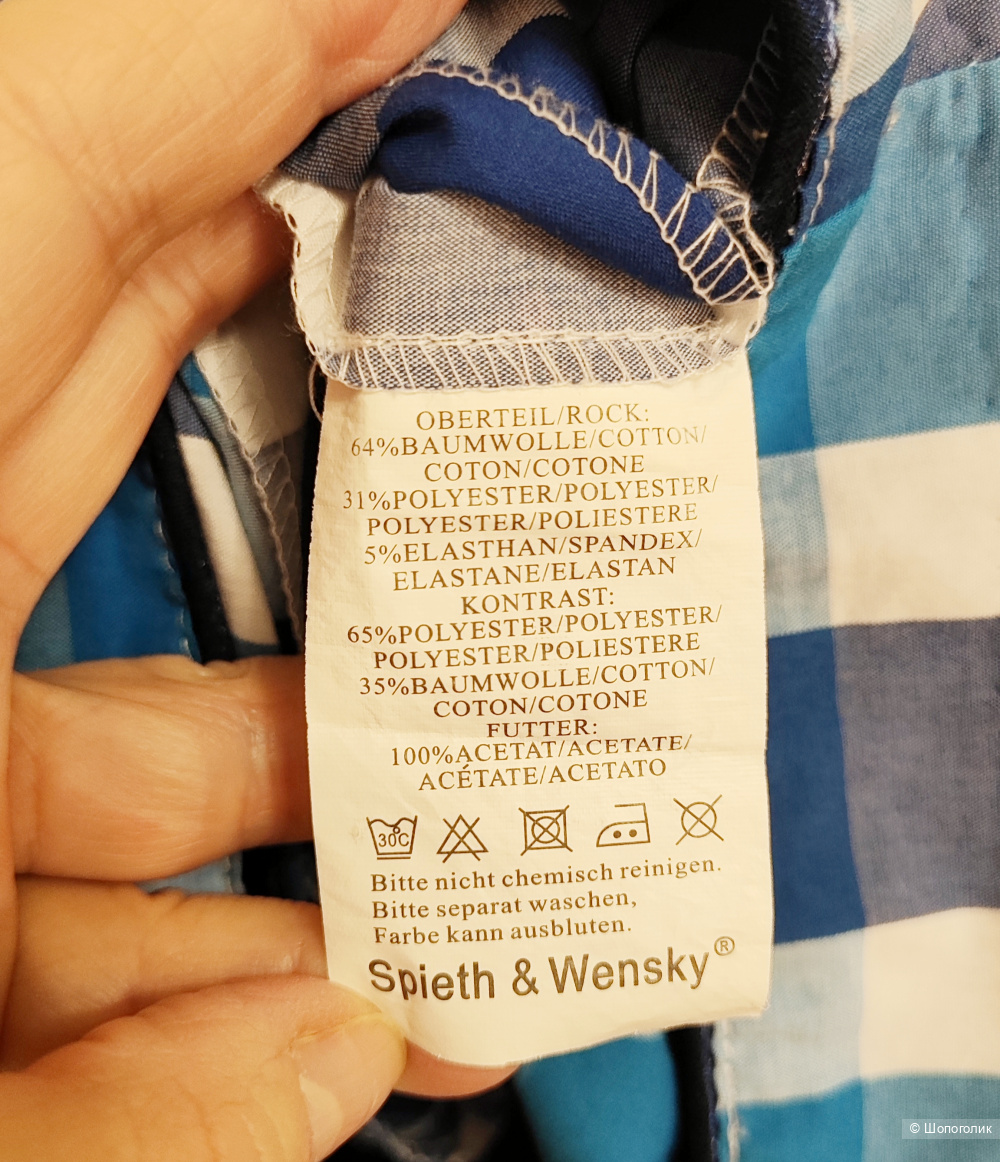 OBERTEIL/ROCK:
64%BAUMWOLLE/COTTON/
COTON/COTONE
31%POLYESTER/POLYESTER/
POLYESTER/POLIESTERE
5%ELASTHAN/SPANDEX/
ELASTANE/ELASTAN
KONTRAST:
65%POLYESTER/POLYESTER/
POLYESTER/POLIESTERE
35%BAUMWOLLE/COTTON/
COTON/COTONE
FUTTER:
100%ACETAT/ACETATE/
ACÉTATE/ACETATO
30C
Bitte nicht chemisch reinigen.
Bitte separat waschen,
Farbe kann ausbluten.
Spieth & Wensky®
© Шопоголик